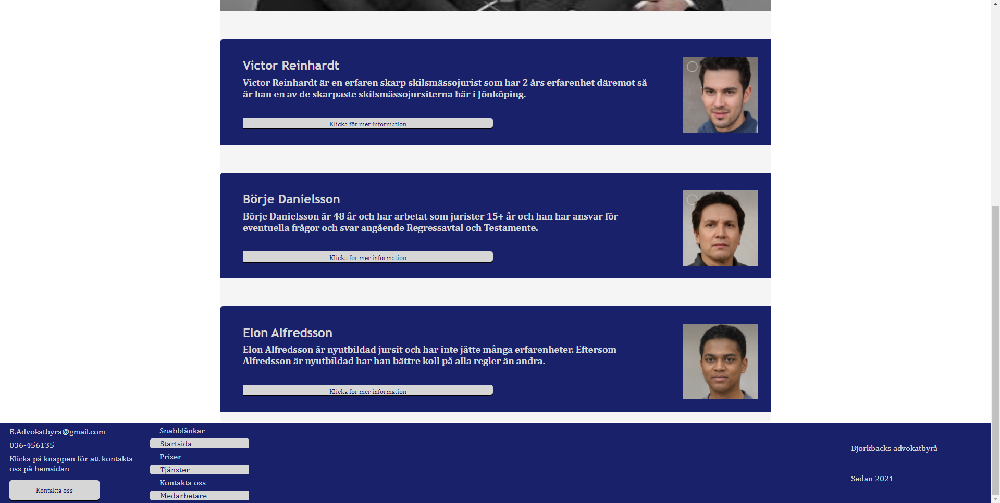 Victor Reinhardt
Victor Reinhardt är en erfaren skarp skilsmässojurist som har 2 års erfarenhet däremot så
är han en av de skarpaste skilsmässojursiterna här i Jönköping.
Klicka för mer information
Börje Danielsson
Börje Danielsson är 48 år och har arbetat som jurister 15+ år och han har ansvar för
eventuella frågor och svar angående Regressavtal och Testamente.
Klicka för mer information
Elon Alfredsson
Elon Alfredsson är nyutbildad jursit och har inte jätte många erfarenheter. Eftersom
Alfredsson är nyutbildad har han bättre koll på alla regler än andra.
Klicka för mer information
B.Advokatbyra@gmail.com
036-456135
Klicka på knappen för att kontakta
oss på hemsidan
Kontakta oss
Snabblänkar
Startsida
Priser
Tjänster
Kontakta oss
Medarbetare
Björkbäcks advokatbyrå
Sedan 2021